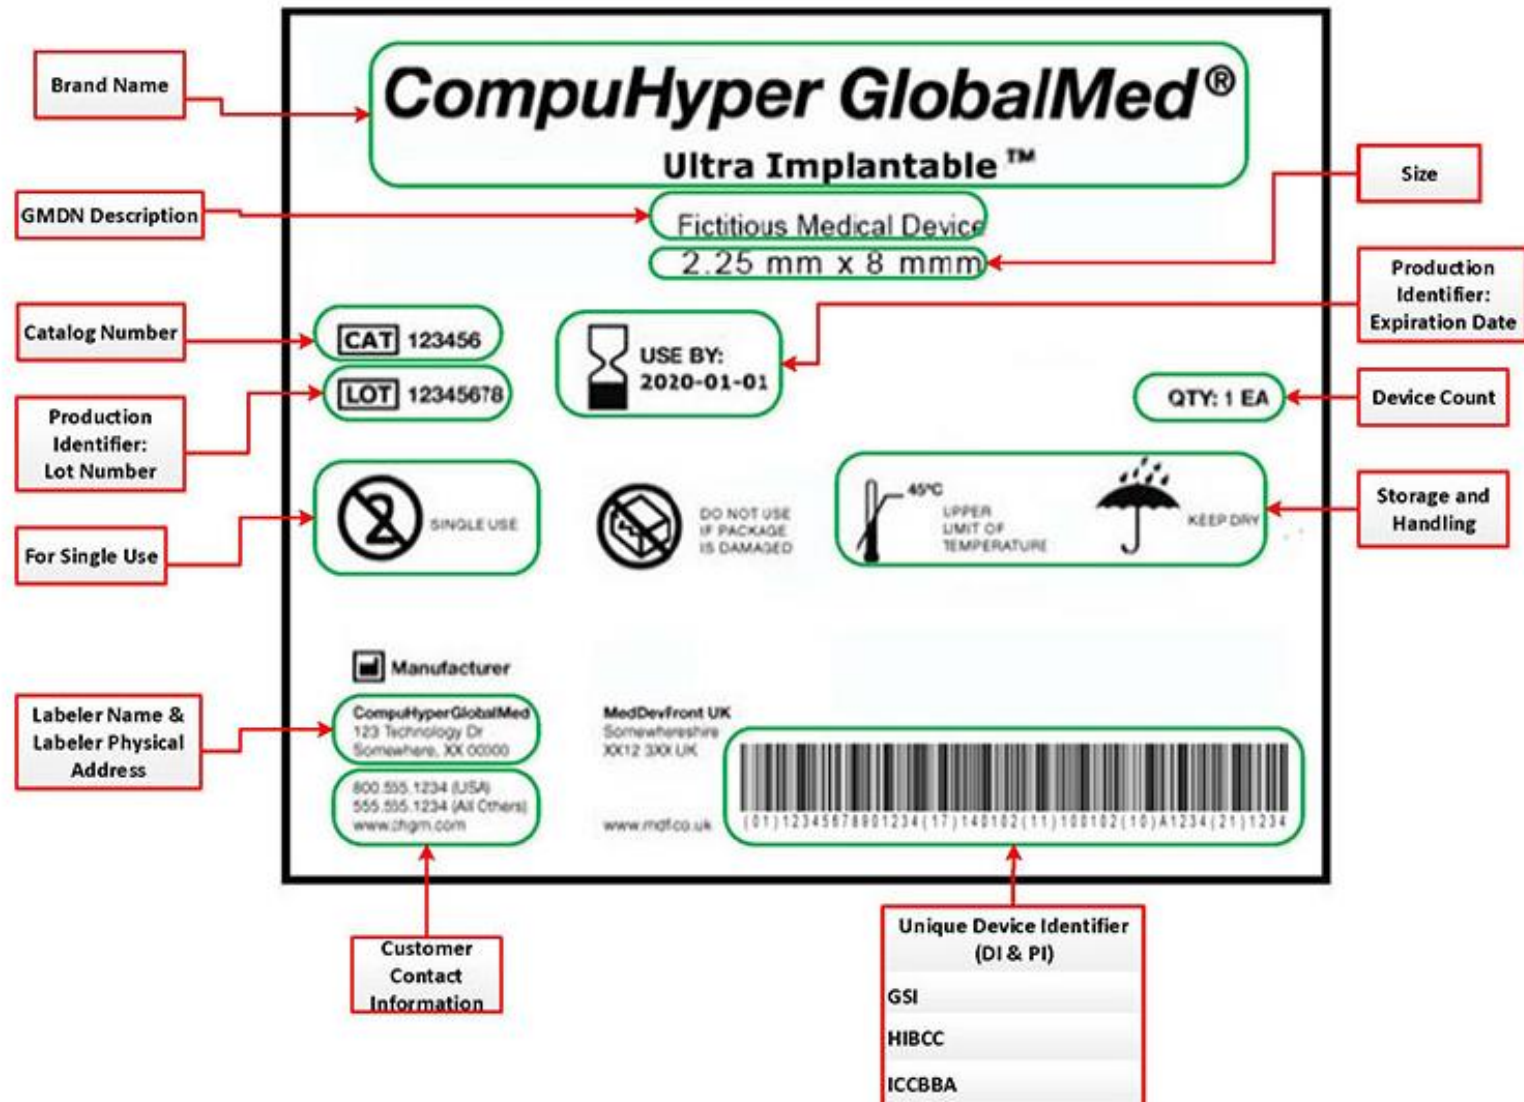 Brand Name
CompuHyper GlobalMed®
Ultra Implantable™
Size
GMDN Description
Fictitious Medical Device
2.25 mm x 8 mmm
Production
Identifier:
Expiration Date
Catalog Number
CAT 123456
USE BY:
2020-01-01
LOT 12345678
QTY: 1 EA
Device Count
Production
Identifier:
Lot Number
2 SINGLE USE
DO NOT USE
IF PACKAGE
IS DAMAGED
45°C
UPPER
LIMIT OF
TEMPERATURE
KEEP DRY
Storage and
Handling
For Single Use
Manufacturer
Labeler Name &
Labeler Physical
Address
CompuHyperGlobalMed
123 Technology Dr
Somewhere, XX 00000
MedDevFront UK
Somewhereshire
XX12 3XX UK
800.555.1234 (USA)
555.555.1234 (All Others)
www.chgm.com
www.mdf.co.uk
(01)12345678901234(17)140102(11)100102(10)A1234(21)1234
Customer
Contact
Information
Unique Device Identifier
(DI & PI)
GSI
HIBCC
ICCBBA